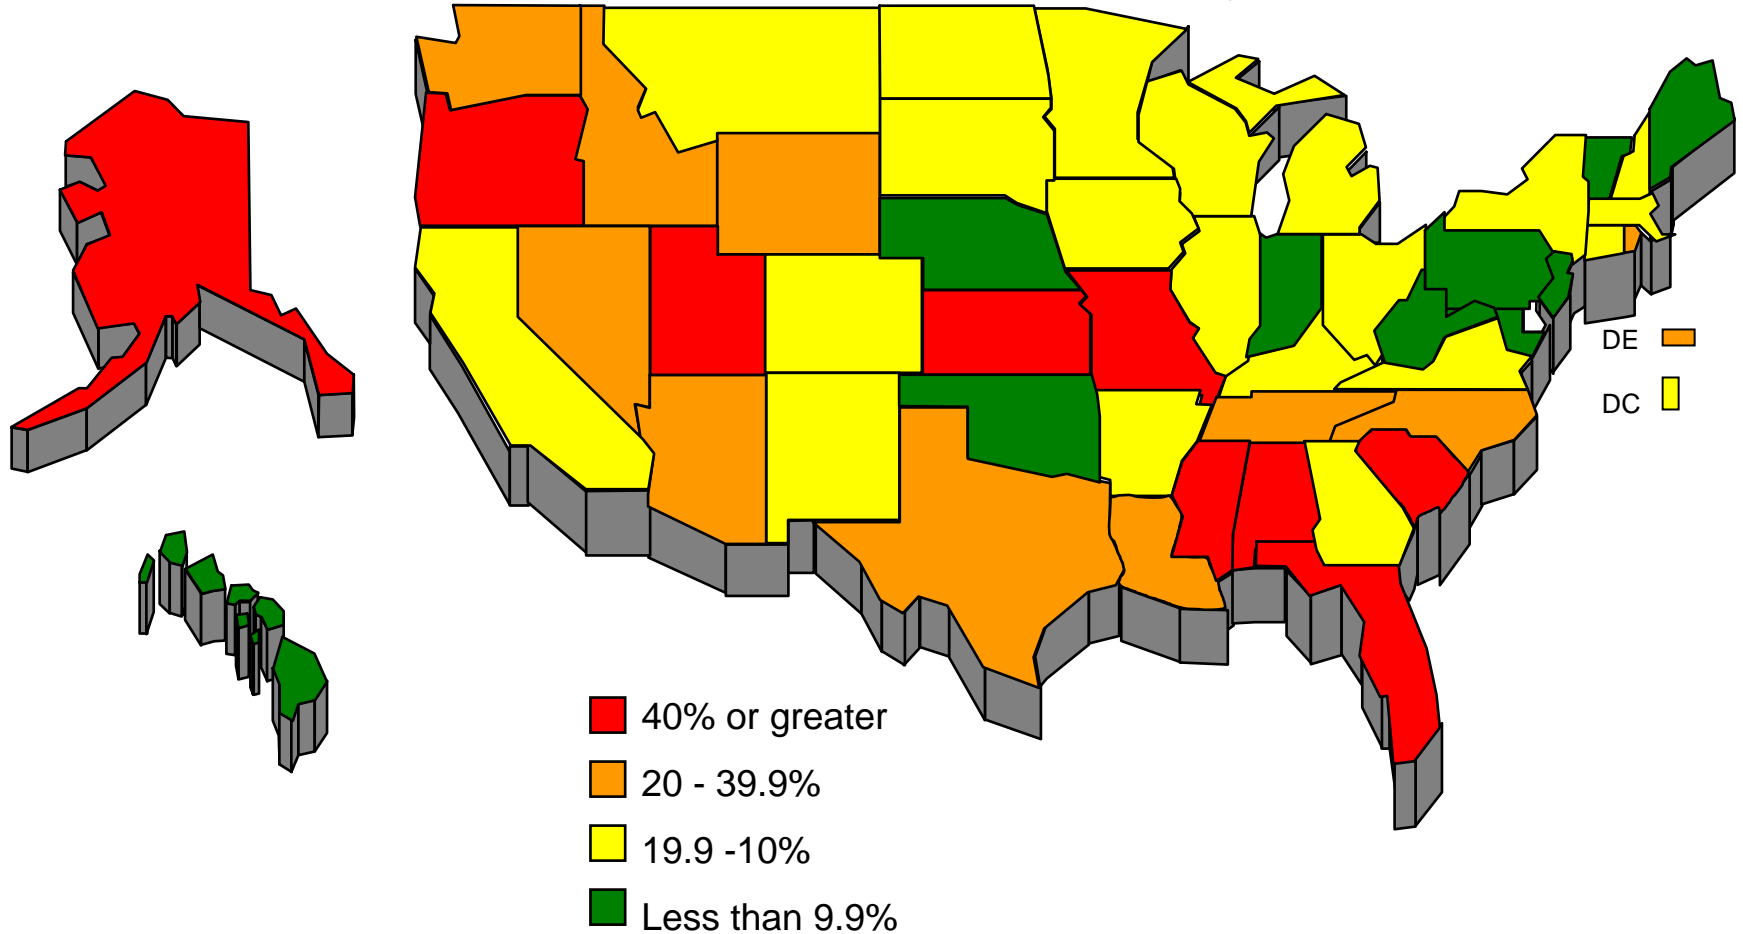 DE
DC
40% or greater
20 - 39.9%
19.9 -10%
Less than 9.9%